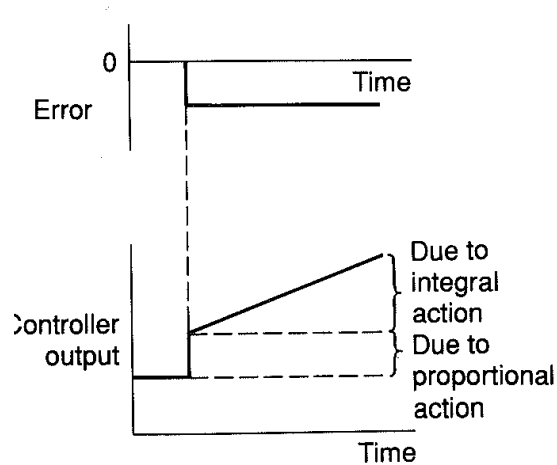 0
Time
Error
Due to
integral
action
Controller
output
Due to
proportional
action
Time